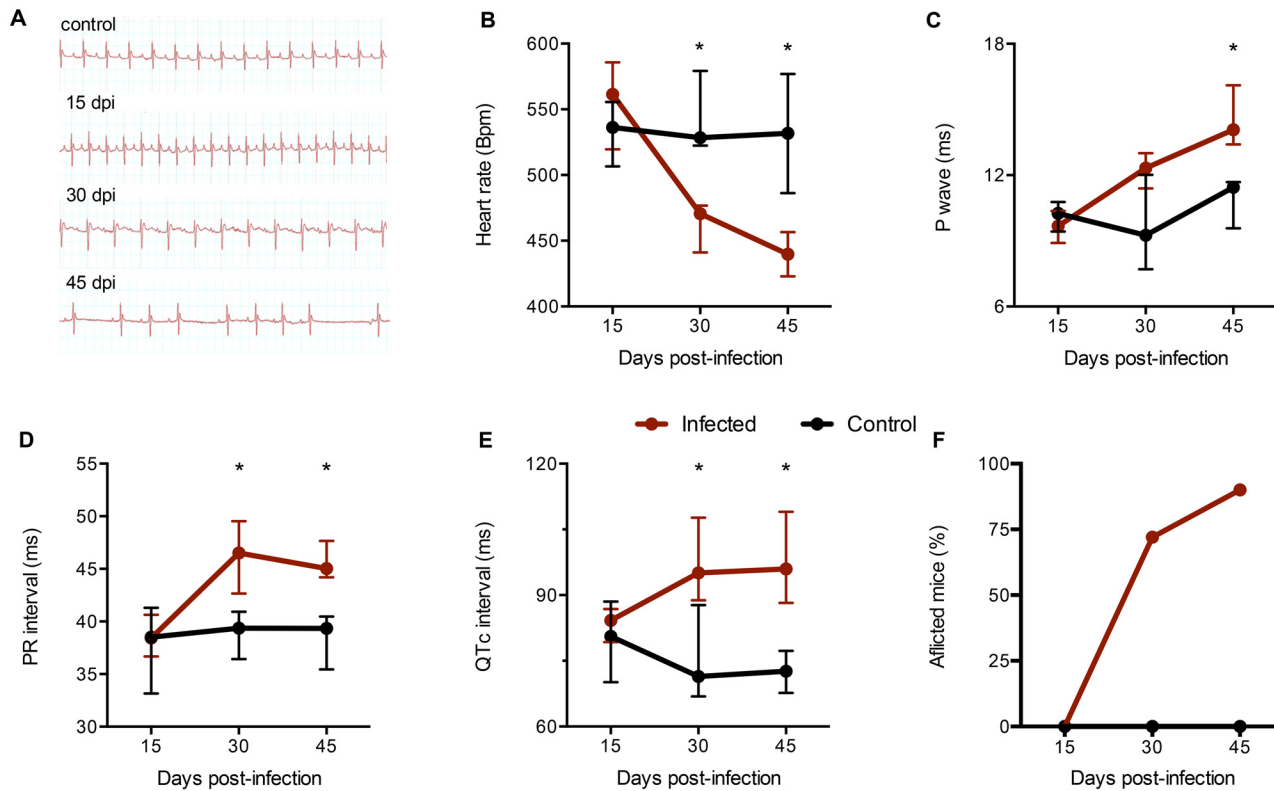 A
control
15 dpi
30 dpi
45 dpi
B
Heart rate (Bpm)
600
550
500
450
400
*
*
15
30
45
Days post-infection
C
P wave (ms)
18
12
6
*
15
30
45
Days post-infection
Infected
Control
D
PR interval (ms)
55
50
45
40
35
30
*
*
15
30
45
Days post-infection
E
QTc interval (ms)
120
90
60
*
*
15
30
45
Days post-infection
F
Aflicted mice (%)
100
75
50
25
0
15
30
45
Days post-infection